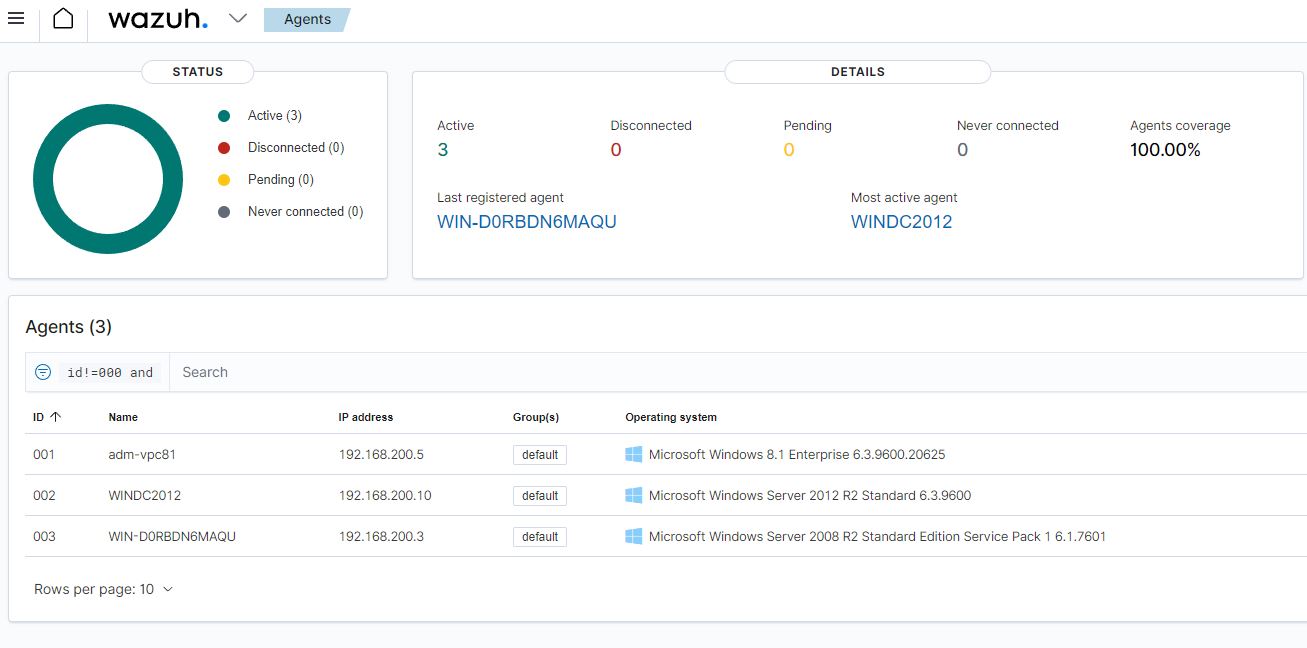 wazuh. Agents
STATUS
Active (3)
Disconnected (0)
Pending (0)
Never connected (0)
DETAILS
Active
3
Disconnected
0
Pending
0
Never connected
0
Agents coverage
100.00%
Last registered agent
WIN-D0RBDN6MAQU
Most active agent
WINDC2012
Agents (3)
id!=000 and Search
ID Name IP address Group(s) Operating system
001 adm-vpc81 192.168.200.5 default Microsoft Windows 8.1 Enterprise 6.3.9600.20625
002 WINDC2012 192.168.200.10 default Microsoft Windows Server 2012 R2 Standard 6.3.9600
003 WIN-D0RBDN6MAQU 192.168.200.3 default Microsoft Windows Server 2008 R2 Standard Edition Service Pack 1 6.1.7601
Rows per page: 10